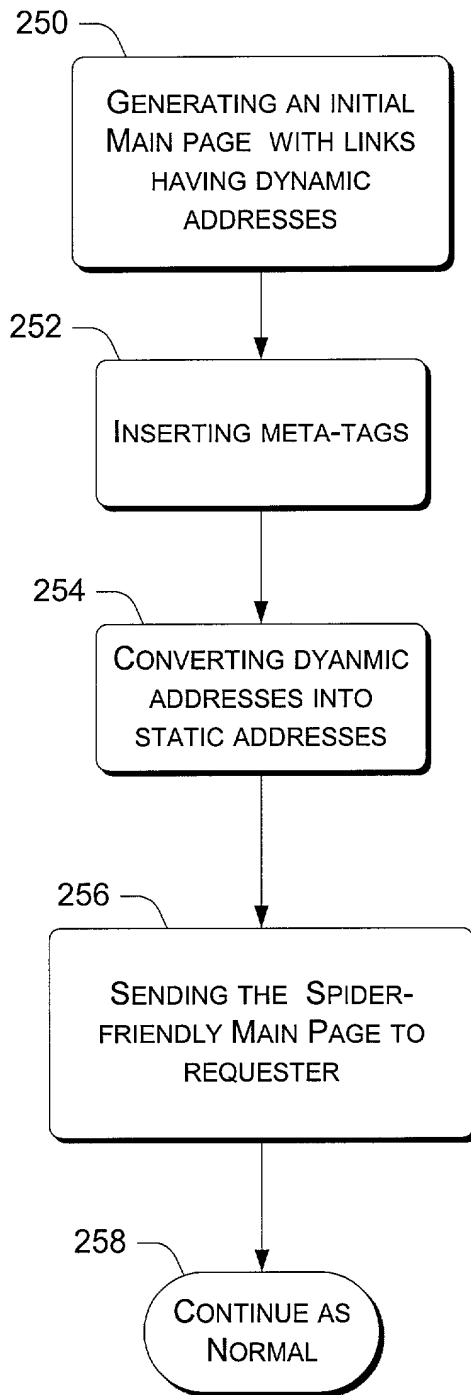 250
GENERATING AN INITIAL
MAIN PAGE WITH LINKS
HAVING DYNAMIC
ADDRESSES
252
INSERTING META-TAGS
254
CONVERTING DYANMIC
ADDRESSES INTO
STATIC ADDRESSES
256
SENDING THE SPIDER-
FRIENDLY MAIN PAGE TO
REQUESTER
258
CONTINUE AS
NORMAL